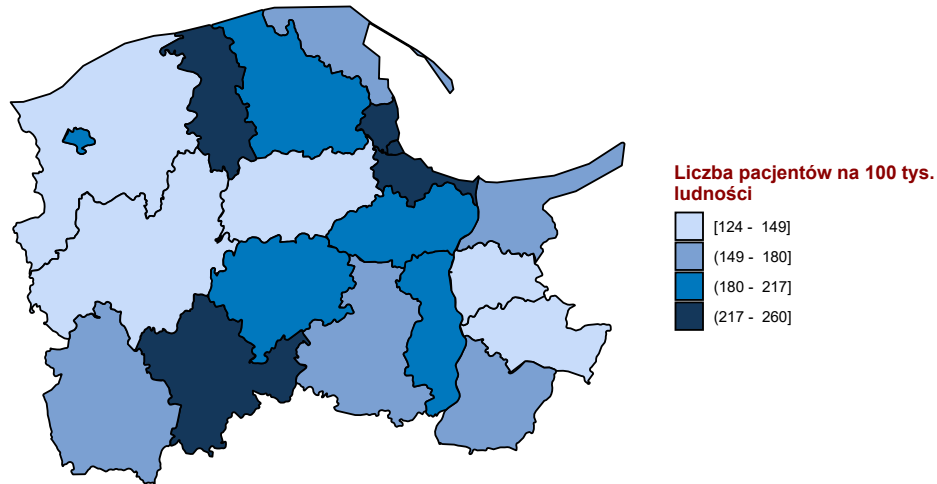 Liczba pacjentów na 100 tys.
ludności
[124 - 149]
(149 - 180]
(180 - 217]
(217 - 260]